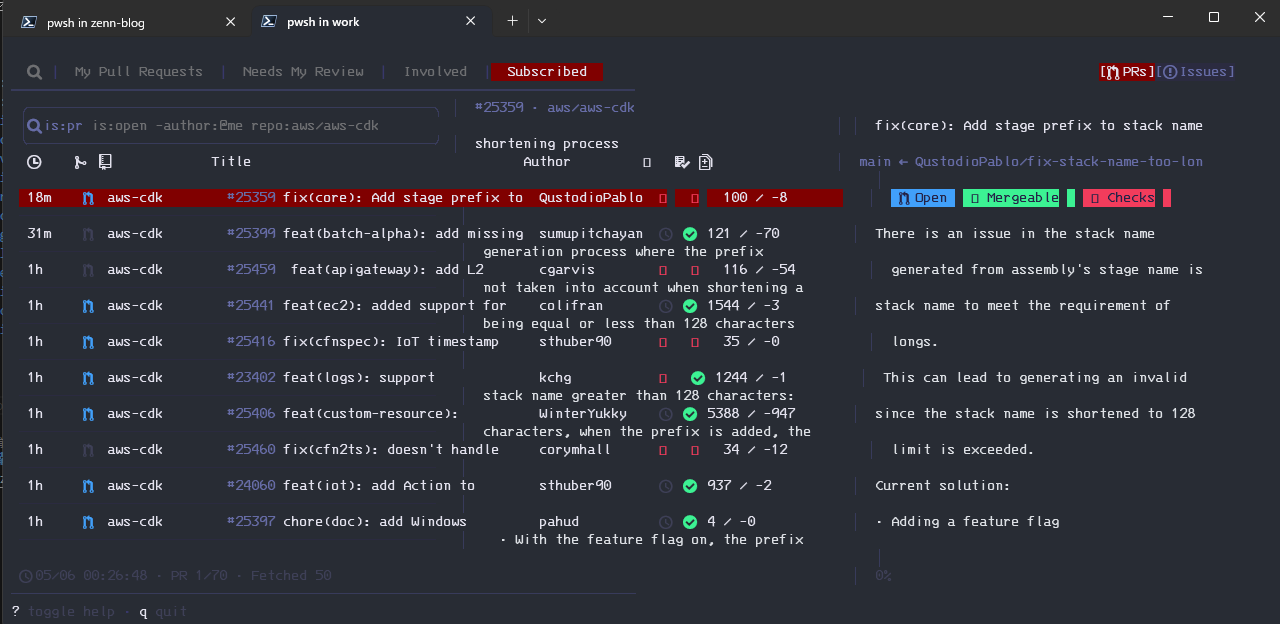 pwsh in zenn-blog
pwsh in work
My Pull Requests | Needs My Review | Involved | Subscribed
[PRs][Issues]
#25359 · aws/aws-cdk
is:pr is:open -author:@me repo:aws/aws-cdk
fix(core): Add stage prefix to stack name
shortening process
Title Author
main ← QustodioPablo/fix-stack-name-too-lon
18m aws-cdk #25359 fix(core): Add stage prefix to QustodioPablo 100 / -8
Open Mergeable Checks
31m aws-cdk #25399 feat(batch-alpha): add missing sumupitchayan 121 / -70
There is an issue in the stack name
generation process where the prefix
1h aws-cdk #25459 feat(apigateway): add L2 cgarvis 116 / -54
generated from assembly's stage name is
not taken into account when shortening a
1h aws-cdk #25441 feat(ec2): added support for colifran 1544 / -3
stack name to meet the requirement of
being equal or less than 128 characters
1h aws-cdk #25416 feat(cfnspec): IoT timestamp sthuber90 35 / -0
longs.
1h aws-cdk #23402 feat(logs): support kchg 1244 / -1
This can lead to generating an invalid
stack name greater than 128 characters:
1h aws-cdk #25406 feat(custom-resource): WinterYukky 5388 / -947
since the stack name is shortened to 128
characters, when the prefix is added, the
1h aws-cdk #25460 fix(cfn2ts): doesn't handle corymhall 34 / -12
limit is exceeded.
1h aws-cdk #24060 feat(iot): add Action to sthuber90 937 / -2
Current solution:
1h aws-cdk #25397 chore(doc): add Windows pahud 4 / -0
· Adding a feature flag
· With the feature flag on, the prefix
05/06 00:26:48 · PR 1/70 · Fetched 50
0%
? toggle help · q quit